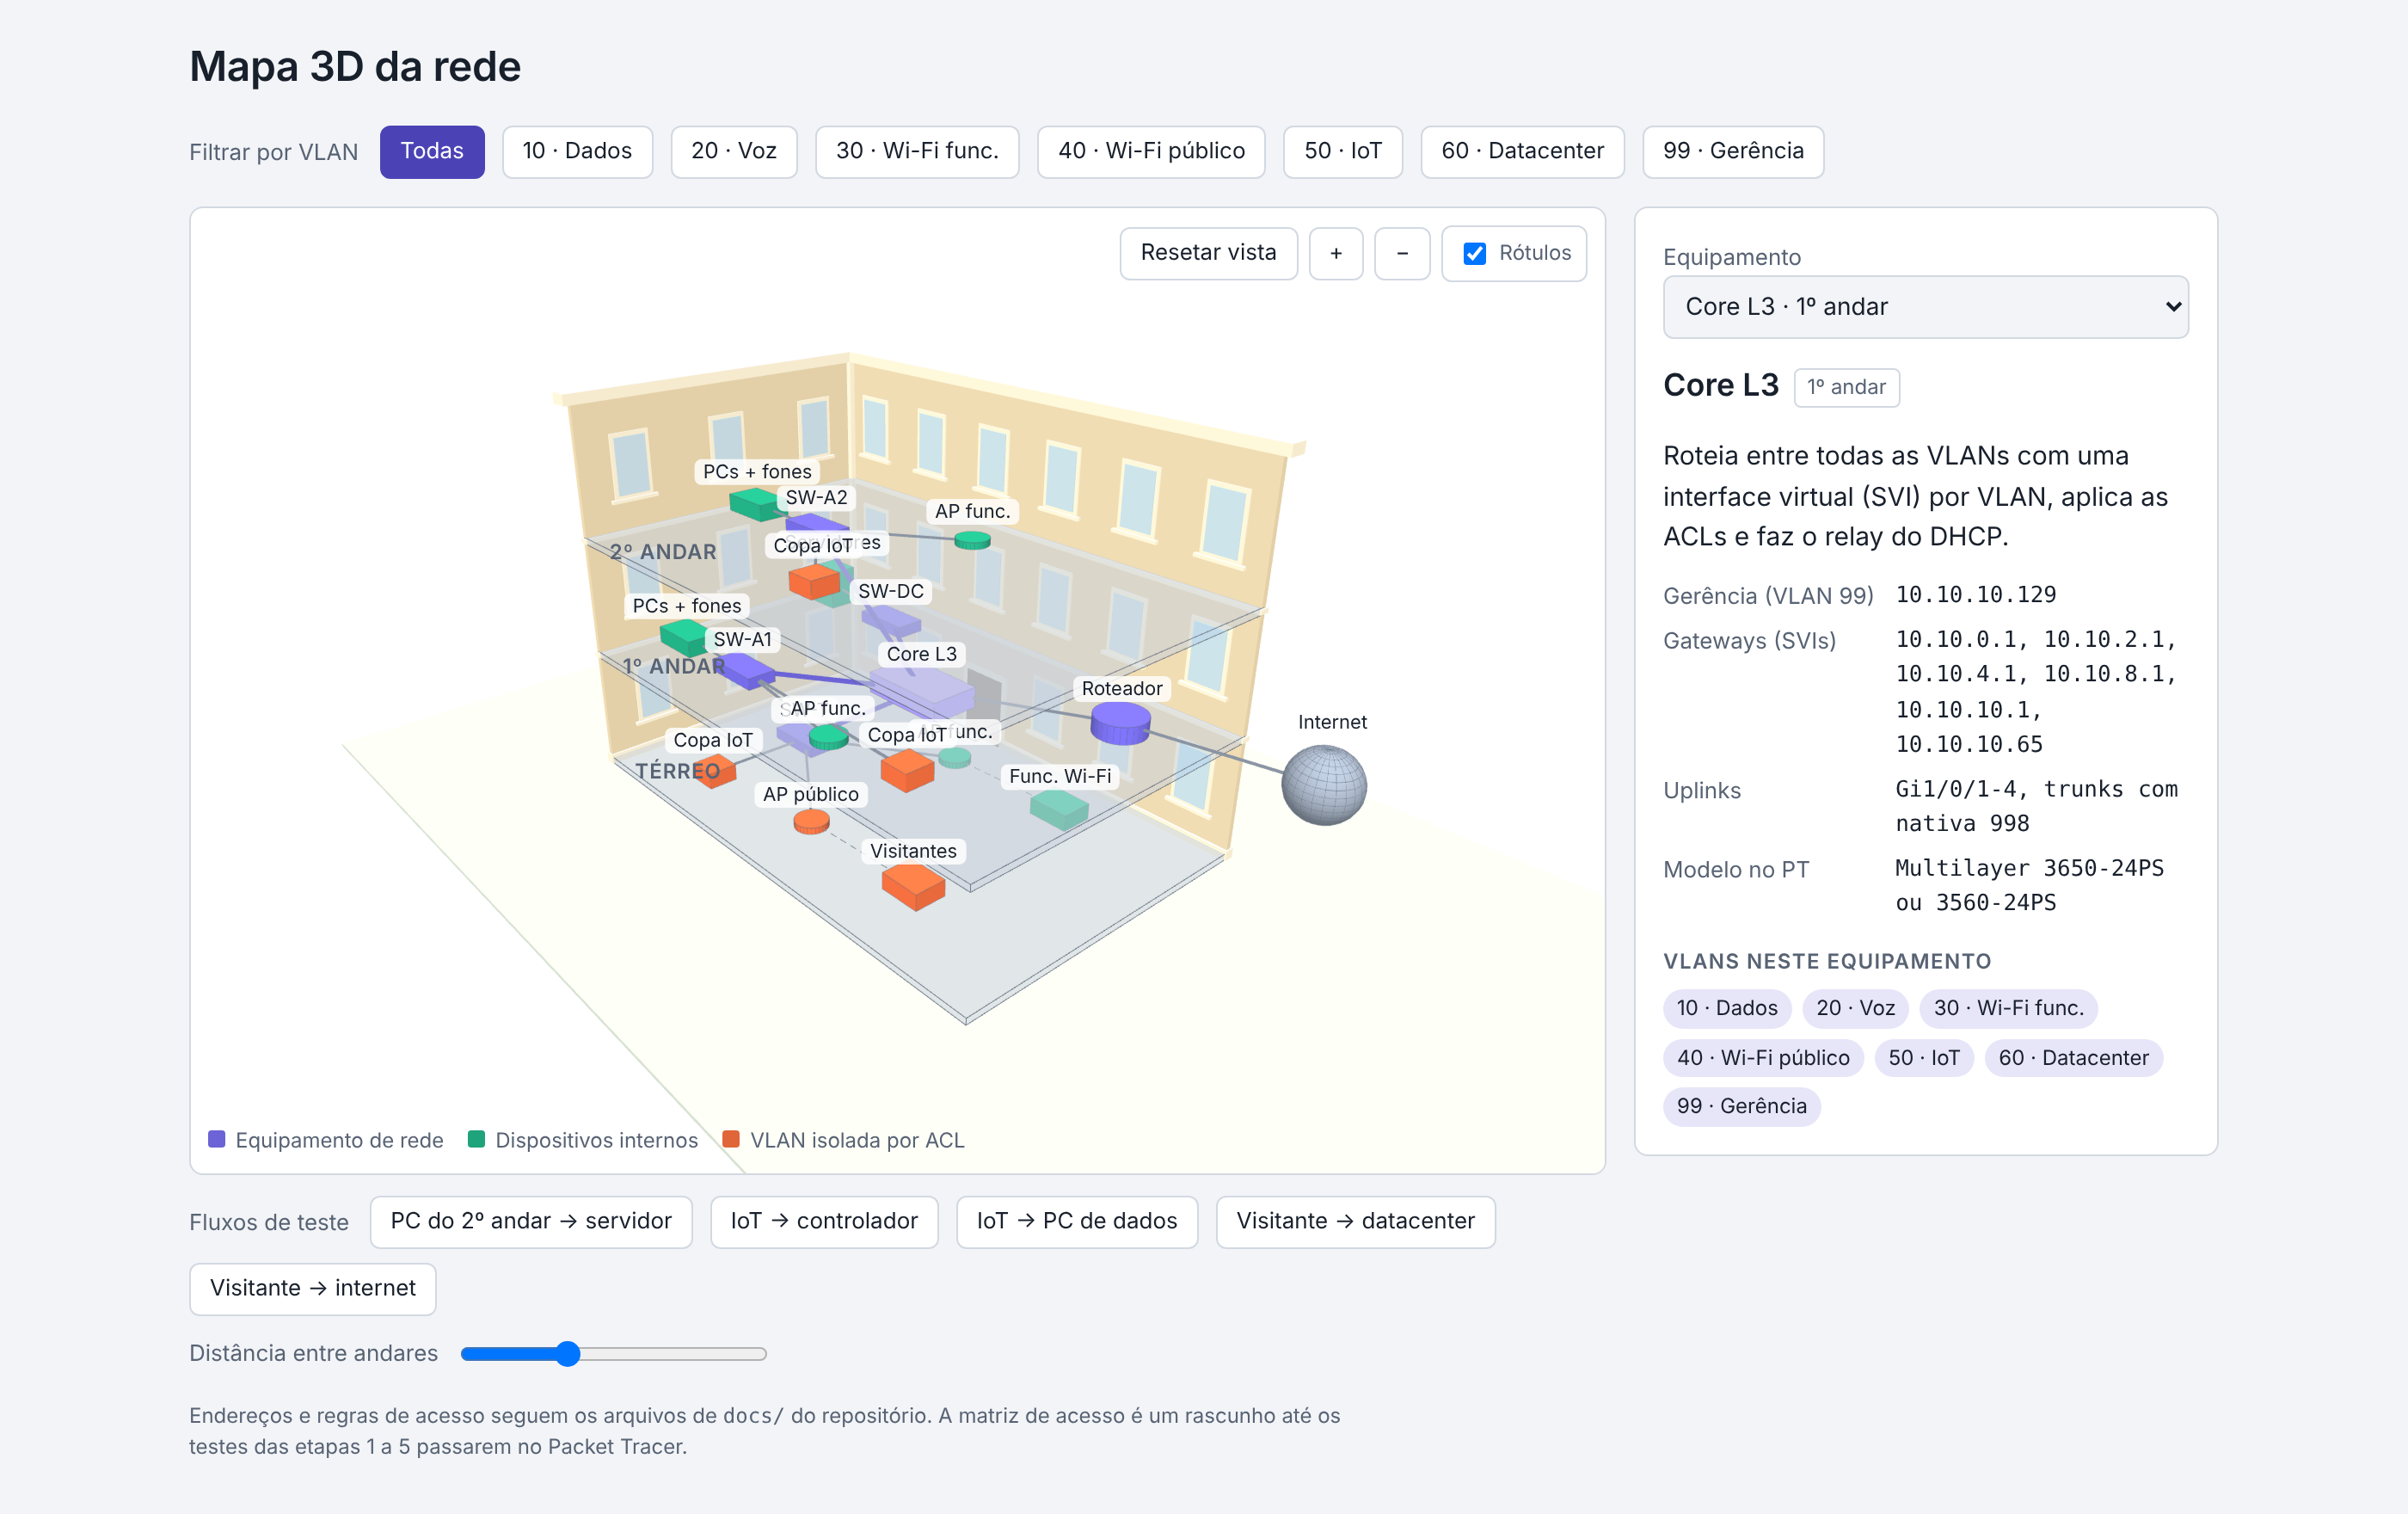 Mapa 3D da rede
Filtrar por VLAN
Todas
10 · Dados
20 · Voz
30 · Wi-Fi func.
40 · Wi-Fi público
50 · IoT
60 · Datacenter
99 · Gerência
Resetar vista
+
−
Rótulos
PCs + fones
SW-A2
AP func.
Copa IoT
2º ANDAR
SW-DC
PCs + fones
SW-A1
1º ANDAR
Core L3
Roteador
AP func.
Internet
Copa IoT
Copa IoT
func.
TÉRREO
Func. Wi-Fi
AP público
Visitantes
Equipamento de rede
Dispositivos internos
VLAN isolada por ACL
Equipamento
Core L3 · 1º andar
Core L3
1º andar
Roteia entre todas as VLANs com uma
interface virtual (SVI) por VLAN, aplica as
ACLs e faz o relay do DHCP.
Gerência (VLAN 99)
10.10.10.129
Gateways (SVIs)
10.10.0.1, 10.10.2.1,
10.10.4.1, 10.10.8.1,
10.10.10.1,
10.10.10.65
Uplinks
Gi1/0/1-4, trunks com
nativa 998
Modelo no PT
Multilayer 3650-24PS
ou 3560-24PS
VLANS NESTE EQUIPAMENTO
10 · Dados
20 · Voz
30 · Wi-Fi func.
40 · Wi-Fi público
50 · IoT
60 · Datacenter
99 · Gerência
Fluxos de teste
PC do 2º andar → servidor
IoT → controlador
IoT → PC de dados
Visitante → datacenter
Visitante → internet
Distância entre andares
Endereços e regras de acesso seguem os arquivos de docs/ do repositório. A matriz de acesso é um rascunho até os
testes das etapas 1 a 5 passarem no Packet Tracer.